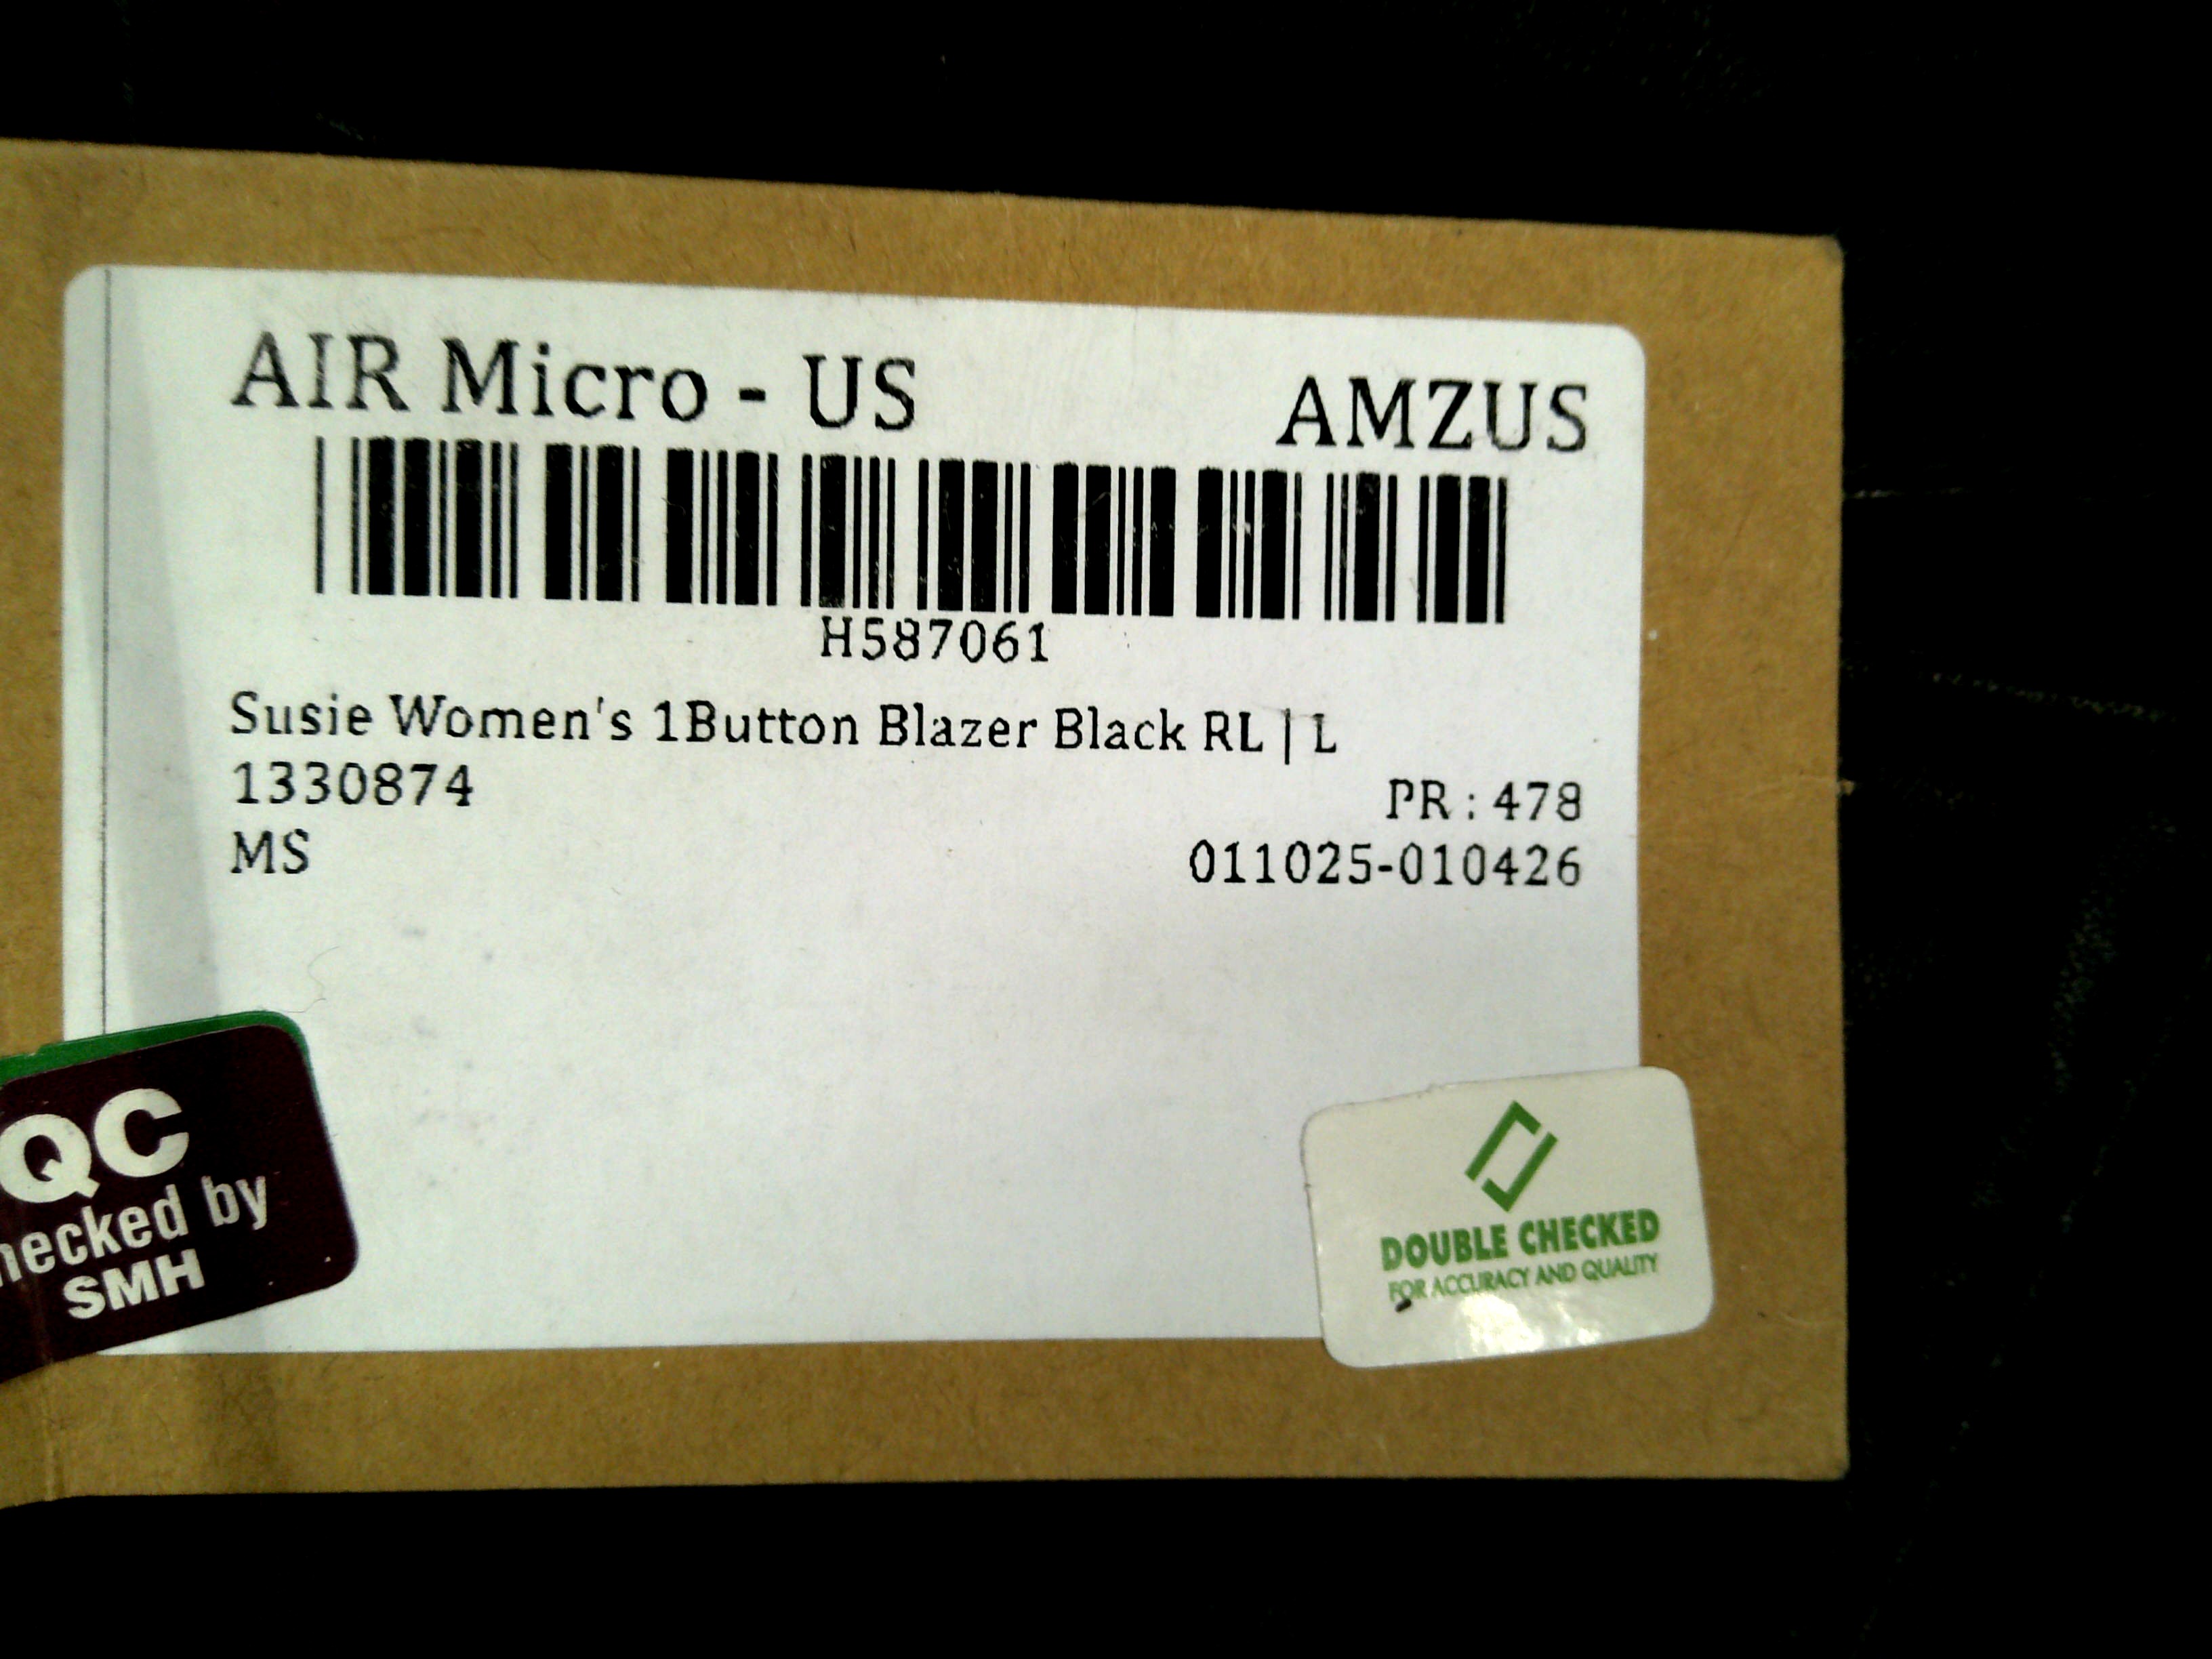 AIR Micro - US AMZUS
H587061
Susie Women's 1Button Blazer Black RL | L
1330874 PR : 478
MS 011025-010426
QC
hecked by
SMH
DOUBLE CHECKED
FOR ACCURACY AND QUALITY